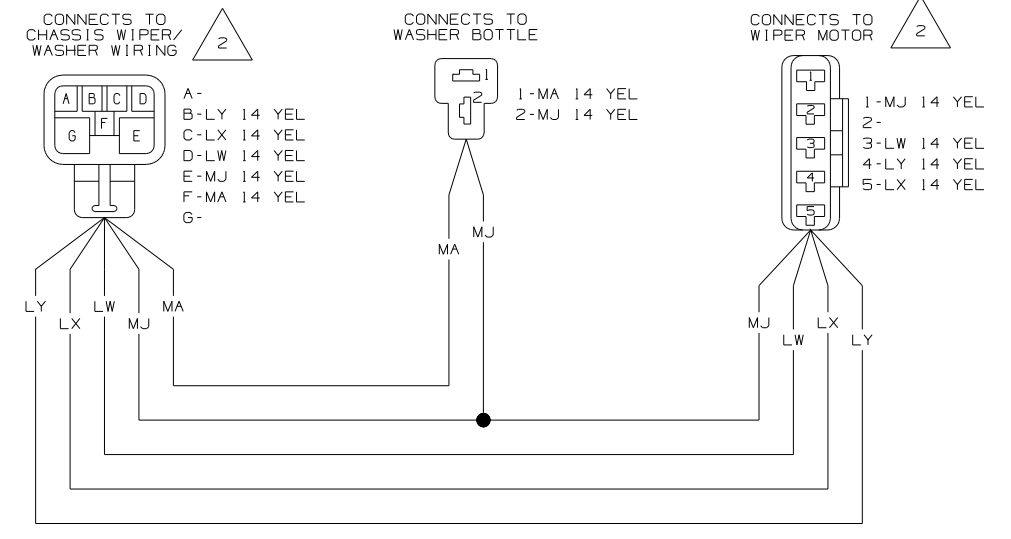 CONNECTS TO
CHASSIS WIPER/
WASHER WIRING
2
A B C D
F
G E
A-
B-LY 14 YEL
C-LX 14 YEL
D-LW 14 YEL
E-MJ 14 YEL
F-MA 14 YEL
G-
LY
LX
LW
MJ
MA
CONNECTS TO
WASHER BOTTLE
1
2
1-MA 14 YEL
2-MJ 14 YEL
MA
MJ
CONNECTS TO
WIPER MOTOR
2
1
2
3
4
5
1-MJ 14 YEL
2-
3-LW 14 YEL
4-LY 14 YEL
5-LX 14 YEL
MJ
LW
LX
LY